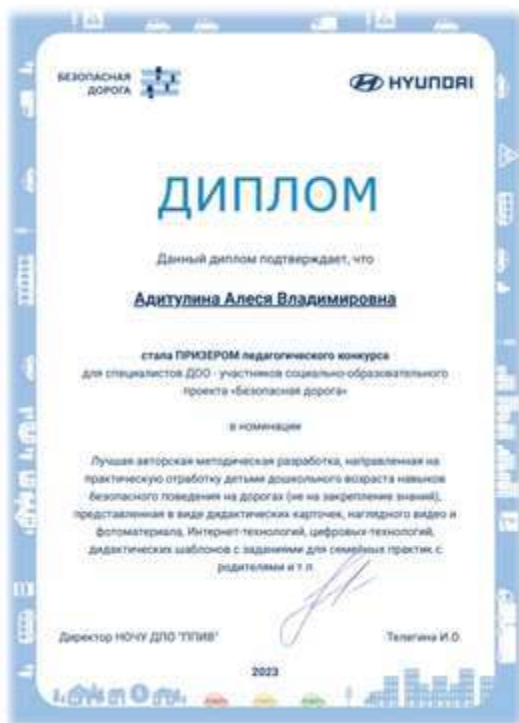 БЕЗОПАСНАЯ
ДОРОГА
HYUNDAI
ДИПЛОМ
Данный диплом подтверждает, что
Адитулина Алеся Владимировна
стала ПРИЗЕРОМ педагогического конкурса
для специалистов ДОО - участников социально-образовательного
проекта «Безопасная дорога»
в номинации
Лучшая авторская методическая разработка, направленная на
практическую отработку детьми дошкольного возраста навыков
безопасного поведения на дорогах (не на закрепление знаний),
представленная в виде дидактических карточек, наглядного видео и
фотоматериала, Интернет-технологий, цифровых технологий,
дидактических шаблонов с заданиями для семейных практик с
родителями и т.п.
Директор НОЧУ ДПО "ППИВ"
Телегина И.О.
2023